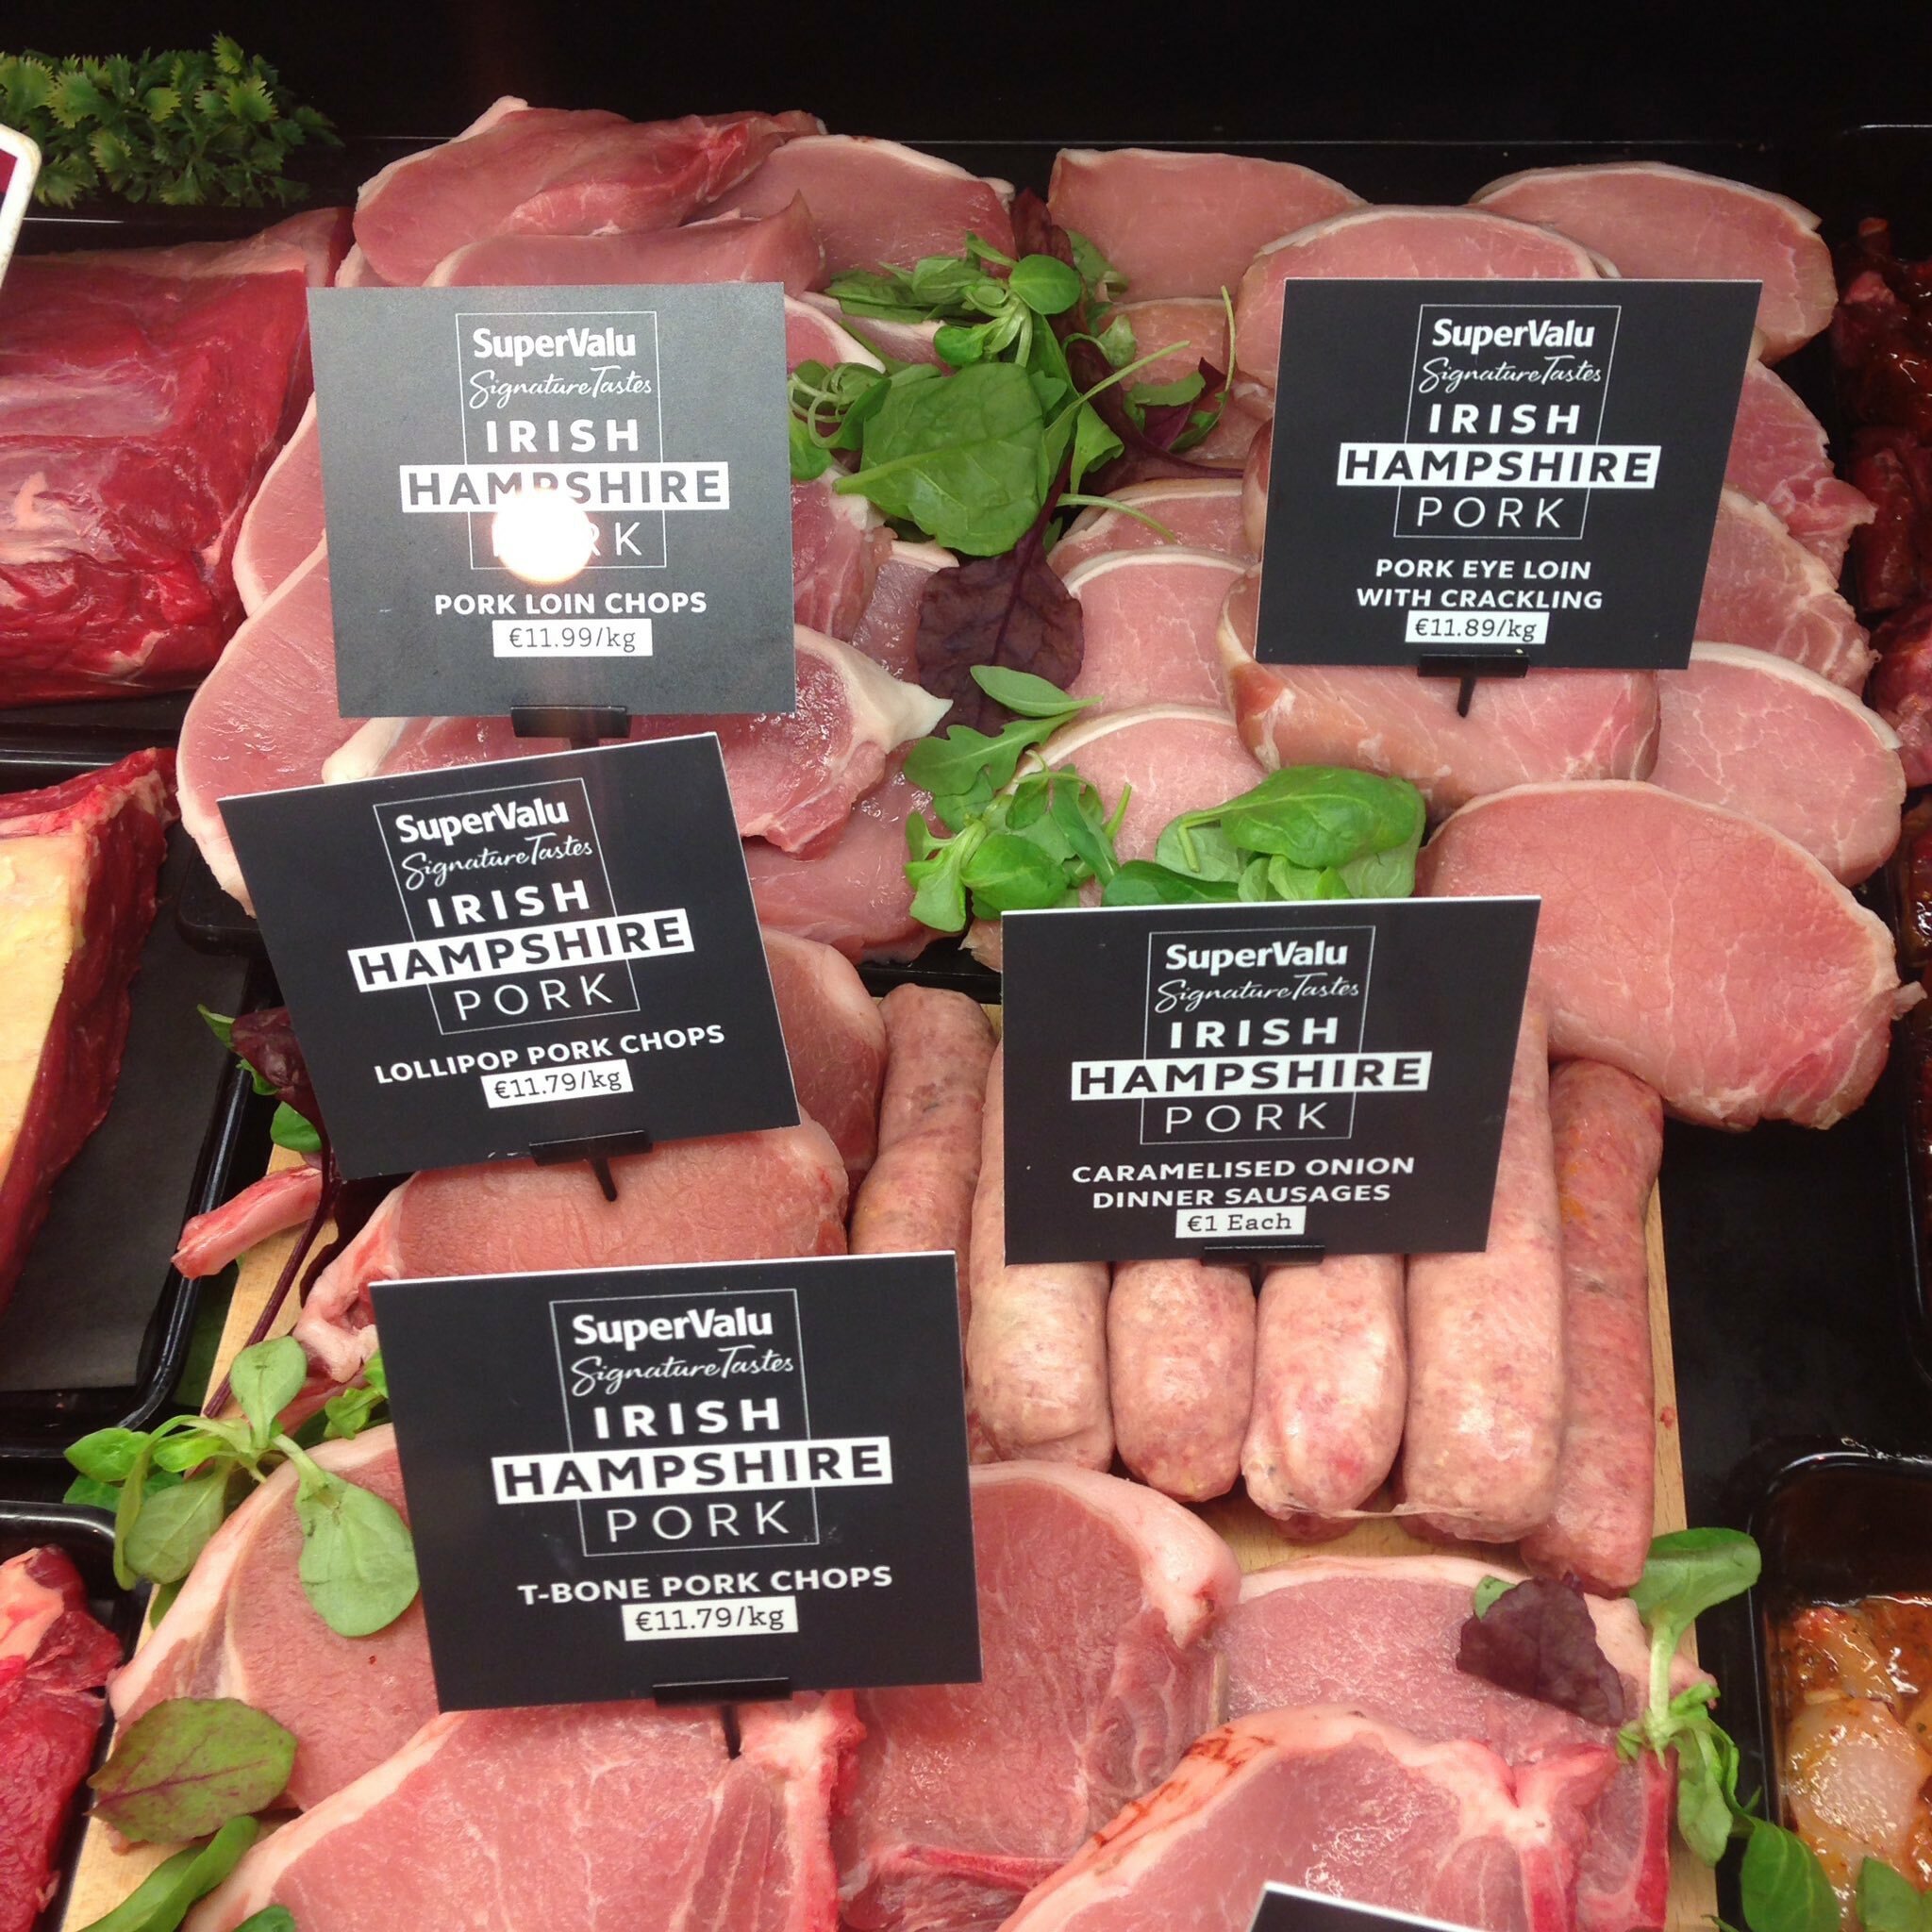 SuperValu
Signature Tastes
IRISH
HAMPSHIRE
PORK
PORK LOIN CHOPS
€11.99/kg
SuperValu
Signature Tastes
IRISH
HAMPSHIRE
PORK
PORK EYE LOIN
WITH CRACKLING
€11.89/kg
SuperValu
Signature Tastes
IRISH
HAMPSHIRE
PORK
LOLLIPOP PORK CHOPS
€11.79/kg
SuperValu
Signature Tastes
IRISH
HAMPSHIRE
PORK
CARAMELISED ONION
DINNER SAUSAGES
€1 Each
SuperValu
Signature Tastes
IRISH
HAMPSHIRE
PORK
T-BONE PORK CHOPS
€11.79/kg